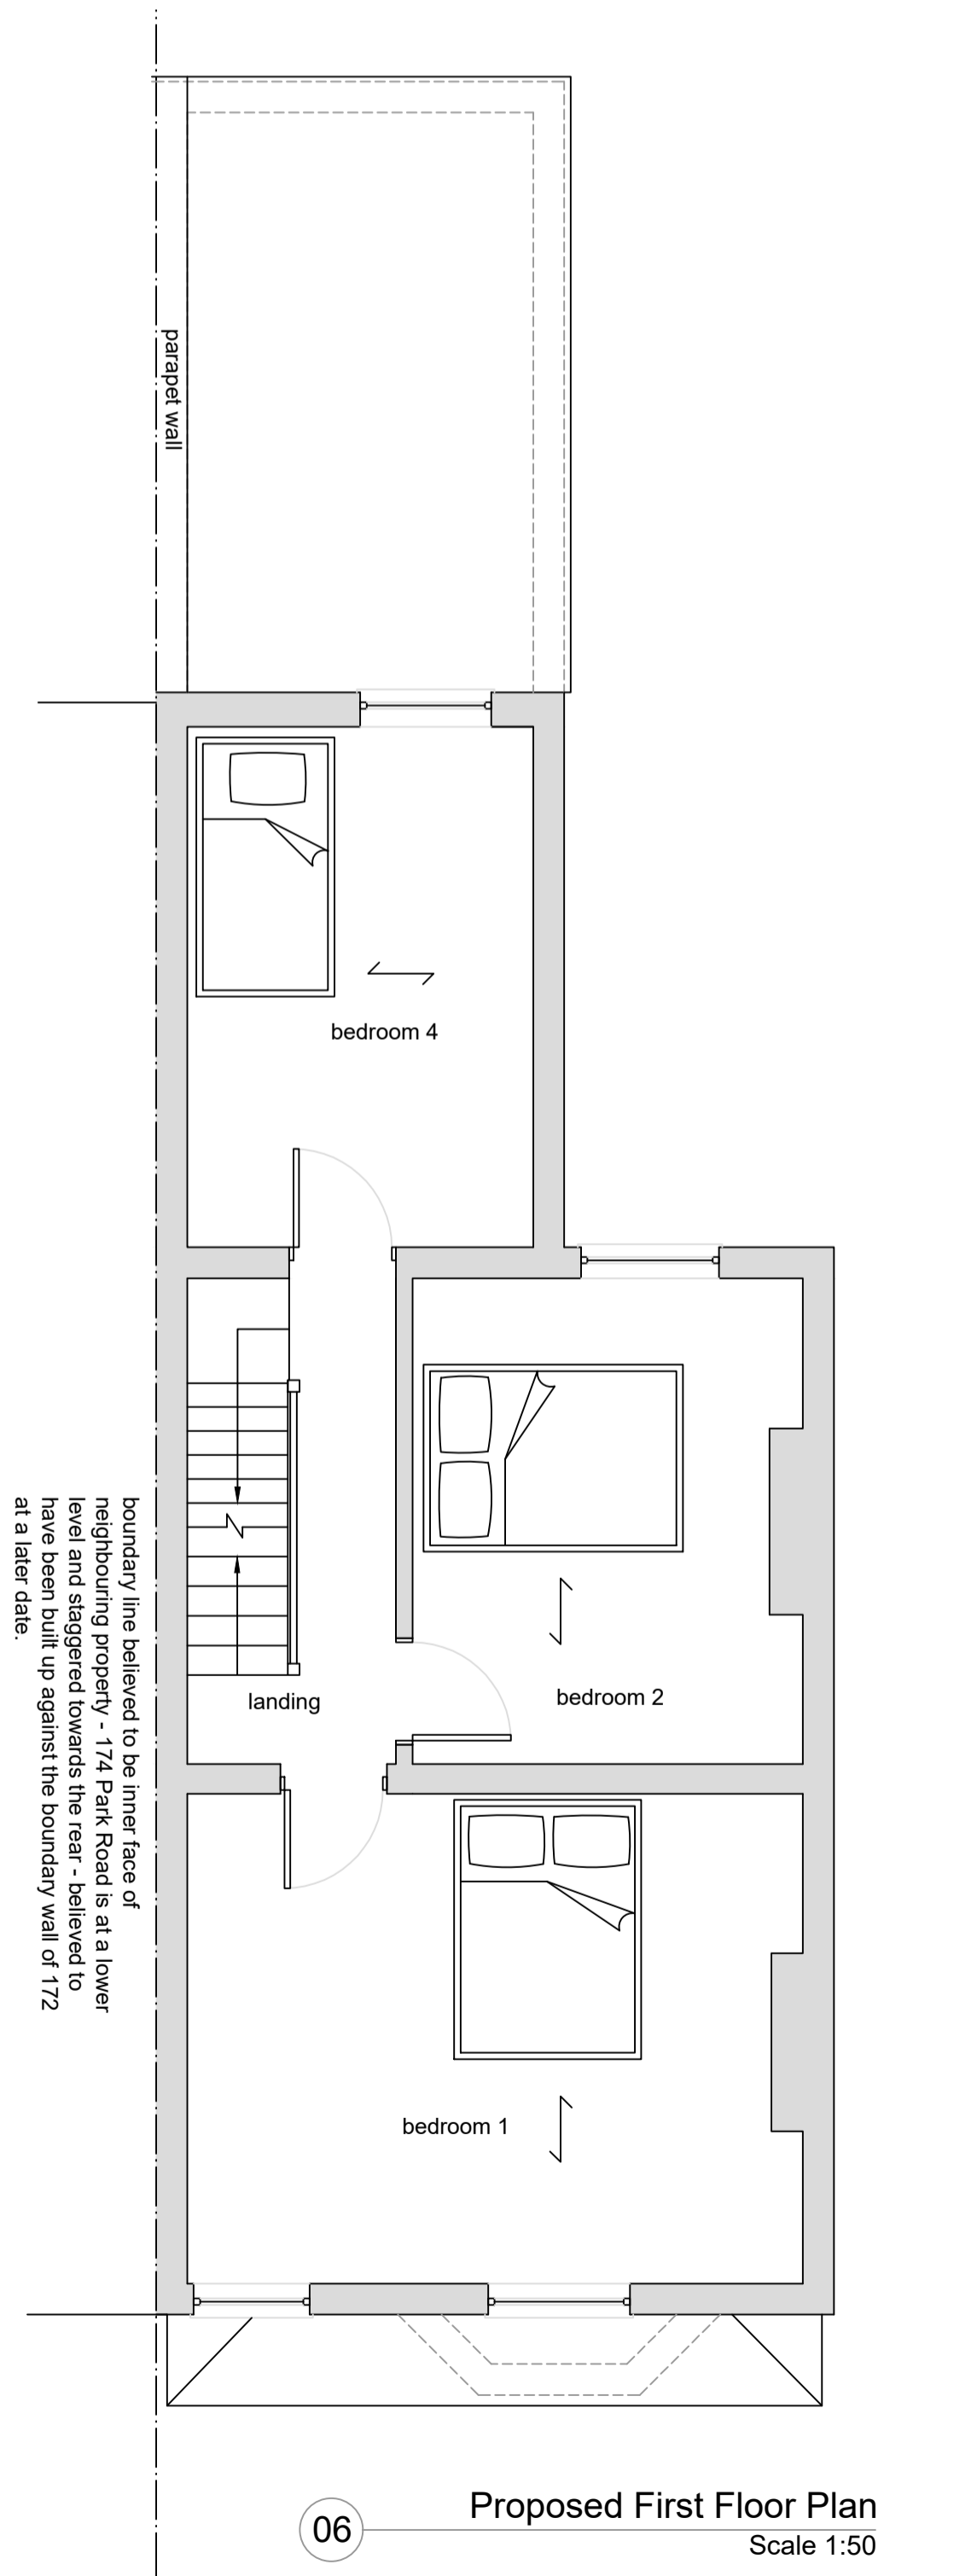 parapet wall
bedroom 4
boundary line believed to be inner face of
neighbouring property - 174 Park Road is at a lower
level and staggered towards the rear - believed to
have been built up against the boundary wall of 172
at a later date.
landing
bedroom 2
bedroom 1
06
Proposed First Floor Plan
Scale 1:50